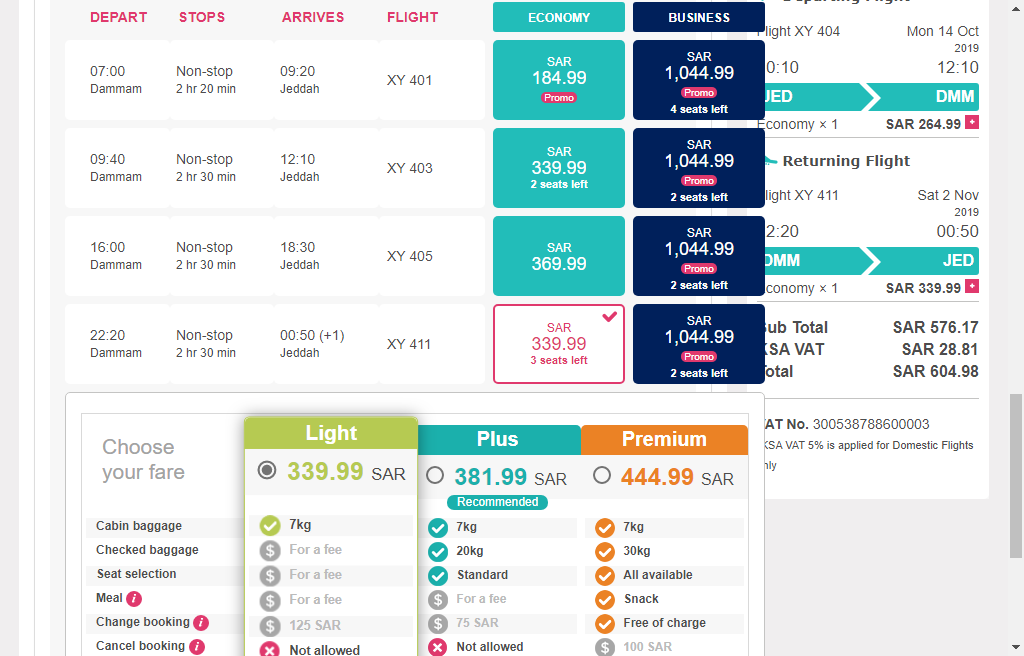 DEPART STOPS ARRIVES FLIGHT ECONOMY BUSINESS
07:00 Non-stop 09:20 XY 401 SAR 184.99 Promo SAR 1,044.99 Promo
Dammam 2 hr 20 min Jeddah 4 seats left
09:40 Non-stop 12:10 XY 403 SAR 339.99 SAR 1,044.99 Promo
Dammam 2 hr 30 min Jeddah 2 seats left 2 seats left
16:00 Non-stop 18:30 XY 405 SAR 369.99 SAR 1,044.99 Promo
Dammam 2 hr 30 min Jeddah 2 seats left
22:20 Non-stop 00:50 (+1) XY 411 SAR 339.99 SAR 1,044.99 Promo
Dammam 2 hr 30 min Jeddah 3 seats left 2 seats left
Choose
your fare
Light Plus Premium
339.99 SAR 381.99 SAR 444.99 SAR
Recommended
Cabin baggage 7kg 7kg 7kg
Checked baggage $ For a fee 20kg 30kg
Seat selection $ For a fee Standard All available
Meal i $ For a fee $ For a fee Snack
Change booking i $ 125 SAR $ 75 SAR Free of charge
Cancel booking i Not allowed Not allowed $ 100 SAR
XY 404 Mon 14 Oct
2019
:10 12:10
JED DMM
Economy × 1 SAR 264.99 +
Returning Flight
XY 411 Sat 2 Nov
2019
:20 00:50
DMM JED
× 1 SAR 339.99 +
Total SAR 576.17
VAT SAR 28.81
SAR 604.98
No. 300538788600003
KSA VAT 5% is applied for Domestic Flights